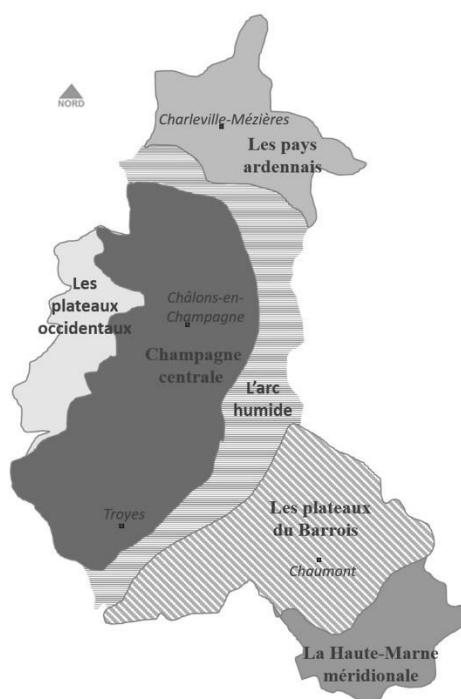 NORD
Charleville-Mézières
Les pays
ardennais
Les
plateaux
occidentaux
Châlons-en-
Champagne
Champagne
centrale
L'arc
humide
Troyes
Les plateaux
du Barrois
Chaumont
La Haute-Marne
méridionale